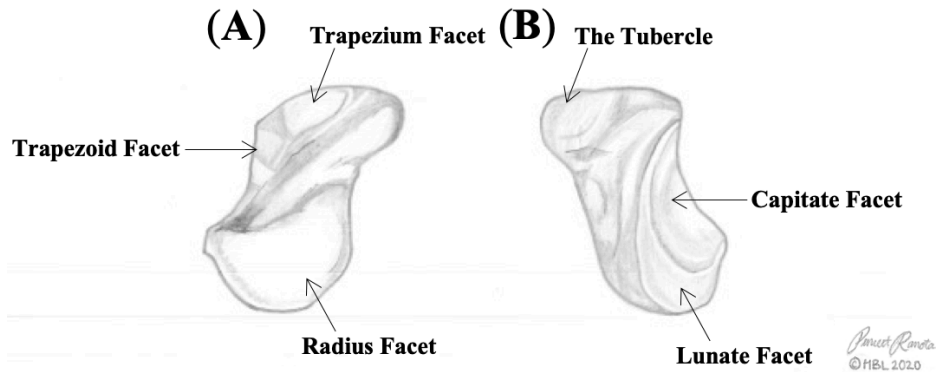 (A)
Trapezium Facet
(B)
The Tubercle
Trapezoid Facet
Capitate Facet
Radius Facet
Lunate Facet
©MBL 2020